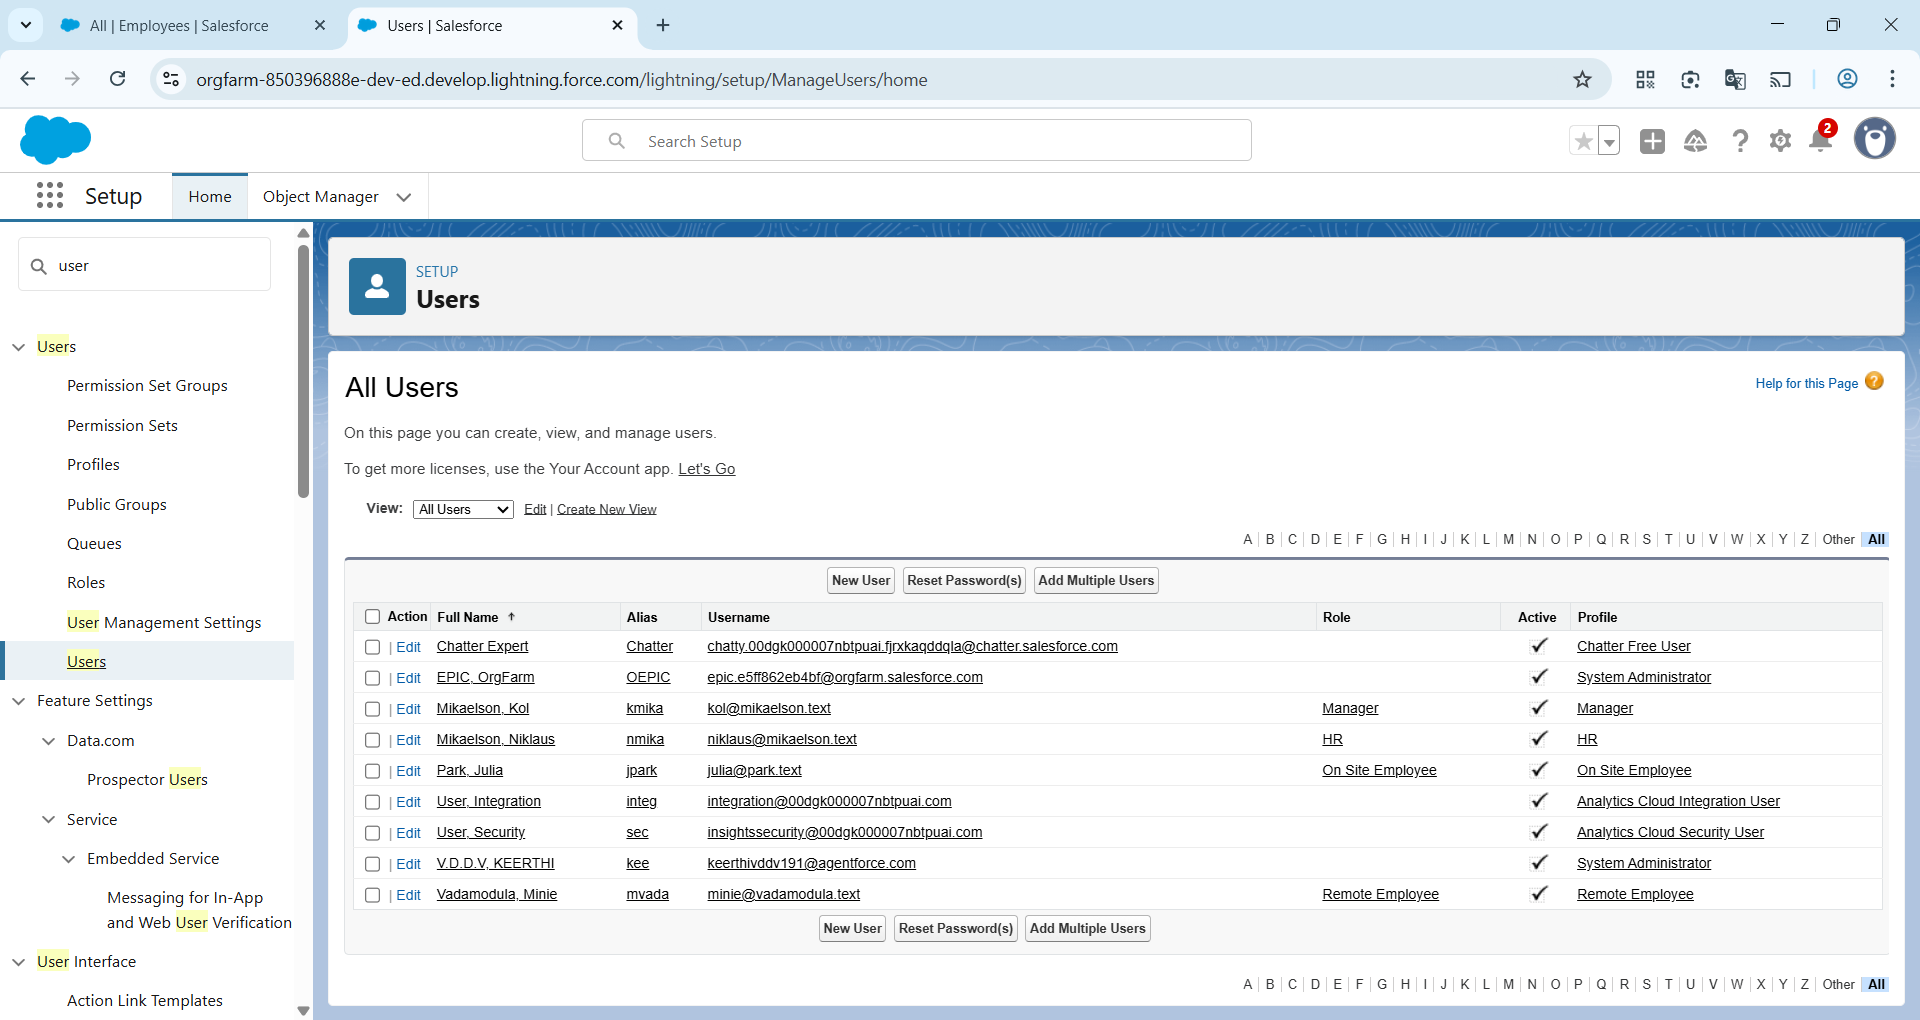 All | Employees | Salesforce
Users | Salesforce
orgfarm-850396888e-dev-ed.develop.lightning.force.com/lightning/setup/ManageUsers/home
Search Setup
2
Setup
Home
Object Manager
user
Users
Permission Set Groups
Permission Sets
Profiles
Public Groups
Queues
Roles
User Management Settings
Users
Feature Settings
Data.com
Prospector Users
Service
Embedded Service
Messaging for In-App
and Web User Verification
User Interface
Action Link Templates
SETUP
Users
All Users
Help for this Page ?
On this page you can create, view, and manage users.
To get more licenses, use the Your Account app. Let's Go
View: All Users Edit | Create New View
A | B | C | D | E | F | G | H | I | J | K | L | M | N | O | P | Q | R | S | T | U | V | W | X | Y | Z | Other All
New User Reset Password(s) Add Multiple Users
Action Full Name ↑ Alias Username Role Active Profile
| Edit Chatter Expert Chatter chatty.00dgk000007nbtpuai.fjrxkaqddqla@chatter.salesforce.com Chatter Free User
| Edit EPIC, OrgFarm OEPIC epic.e5ff862eb4bf@orgfarm.salesforce.com System Administrator
| Edit Mikaelson, Kol kmika kol@mikaelson.text Manager Manager
| Edit Mikaelson, Niklaus nmika niklaus@mikaelson.text HR HR
| Edit Park, Julia jpark julia@park.text On Site Employee On Site Employee
| Edit User, Integration integ integration@00dgk000007nbtpuai.com Analytics Cloud Integration User
| Edit User, Security sec insightssecurity@00dgk000007nbtpuai.com Analytics Cloud Security User
| Edit V.D.D.V, KEERTHI kee keerthivddv191@agentforce.com System Administrator
| Edit Vadamodula, Minie mvada minie@vadamodula.text Remote Employee Remote Employee
New User Reset Password(s) Add Multiple Users
A | B | C | D | E | F | G | H | I | J | K | L | M | N | O | P | Q | R | S | T | U | V | W | X | Y | Z | Other All